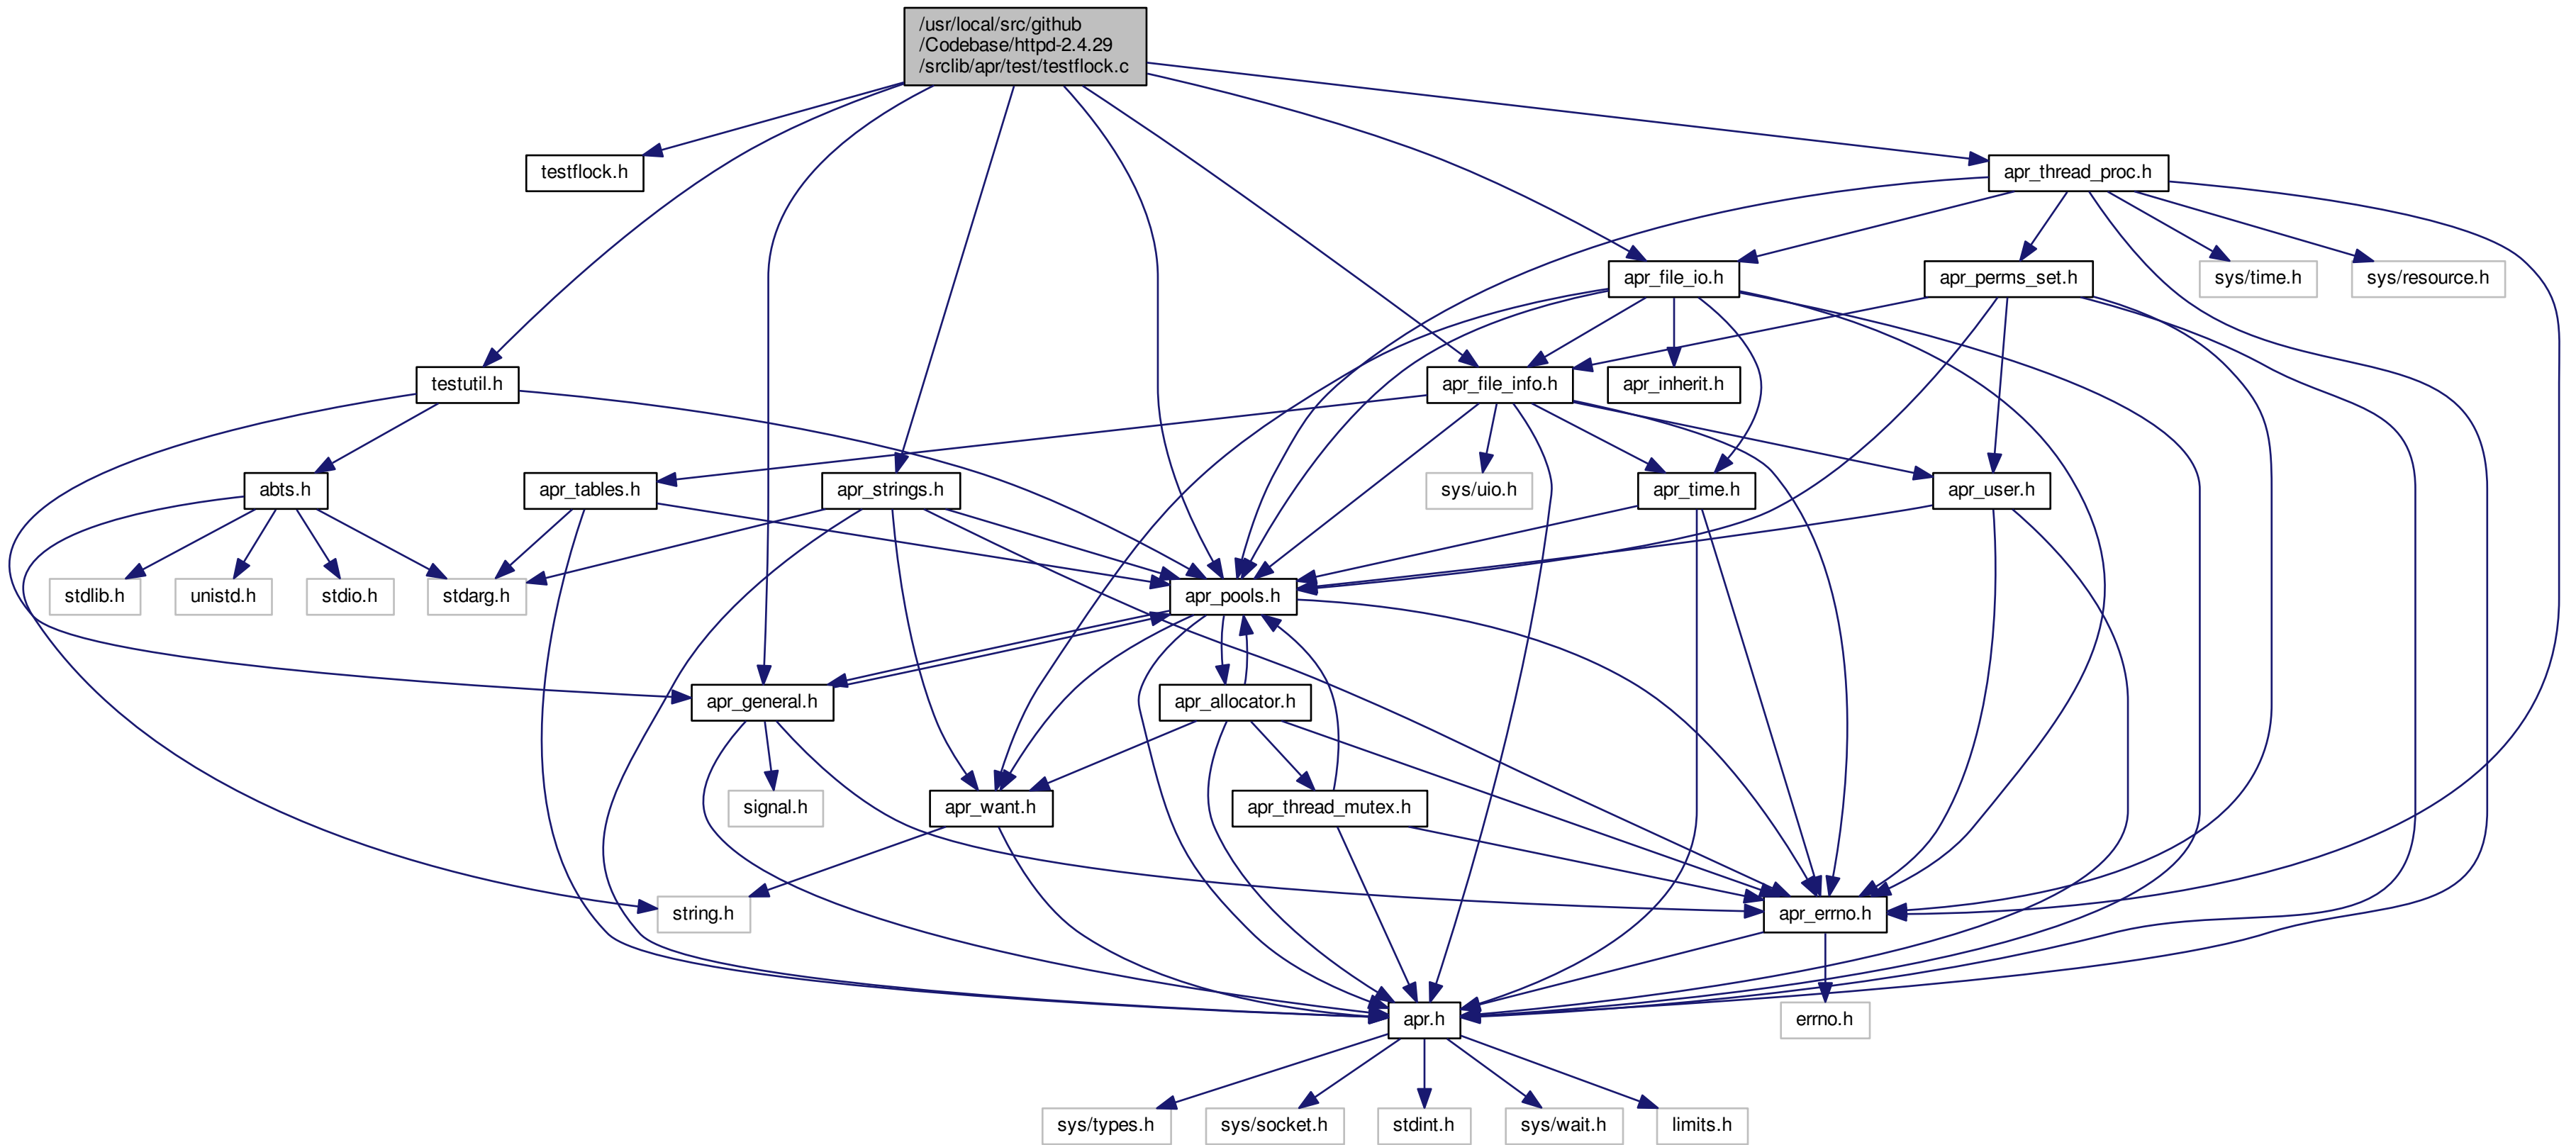 /usr/local/src/github
/Codebase/httpd-2.4.29
/srclib/apr/test/testflock.c
testflock.h
apr_thread_proc.h
apr_file_io.h
apr_perms_set.h
sys/time.h
sys/resource.h
testutil.h
apr_file_info.h
apr_inherit.h
abts.h
apr_tables.h
apr_strings.h
sys/uio.h
apr_time.h
apr_user.h
stdlib.h
unistd.h
stdio.h
stdarg.h
apr_pools.h
apr_general.h
apr_allocator.h
signal.h
apr_want.h
apr_thread_mutex.h
string.h
apr_errno.h
apr.h
errno.h
sys/types.h
sys/socket.h
stdint.h
sys/wait.h
limits.h